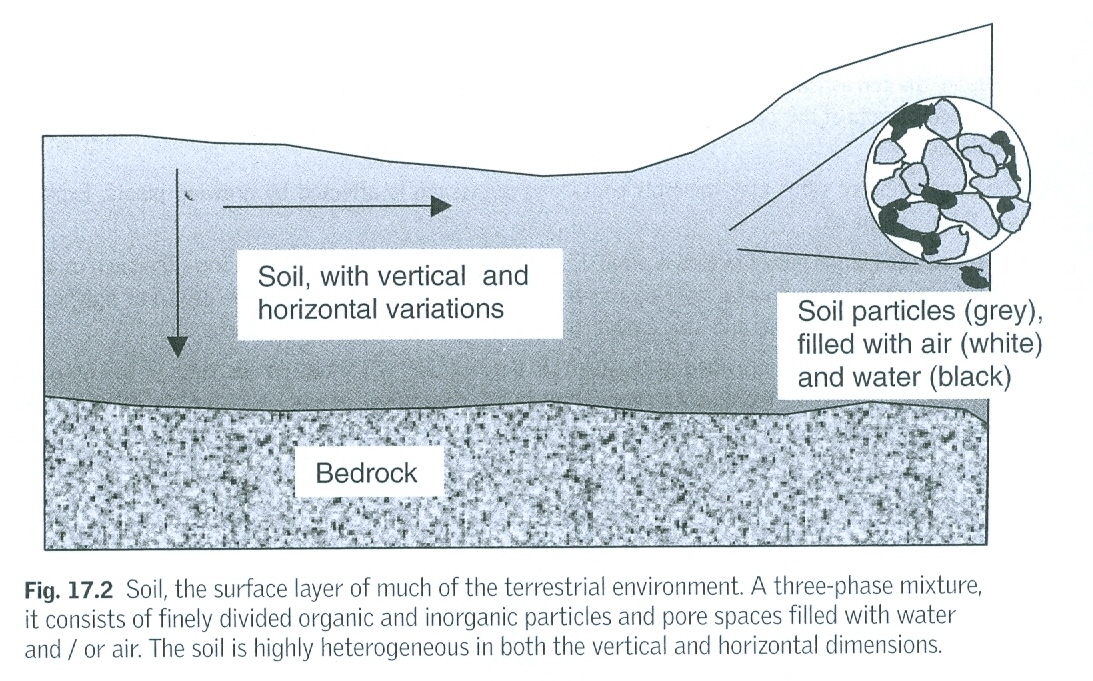 Soil, with vertical and
horizontal variations
Soil particles (grey),
filled with air (white)
and water (black)
Bedrock
Fig. 17.2 Soil, the surface layer of much of the terrestrial environment. A three-phase mixture,
it consists of finely divided organic and inorganic particles and pore spaces filled with water
and / or air. The soil is highly heterogeneous in both the vertical and horizontal dimensions.